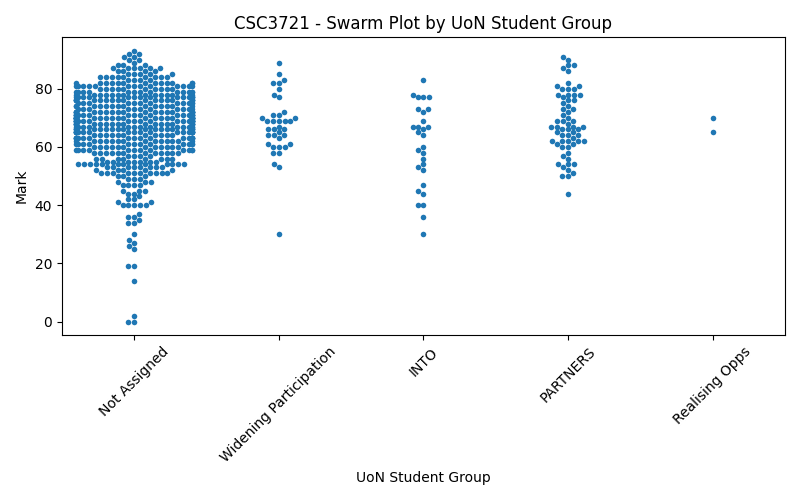 CSC3721 - Swarm Plot by UoN Student Group
Mark
80
60
40
20
0
Not Assigned
Widening Participation
INTO
PARTNERS
Realising Opps
UoN Student Group